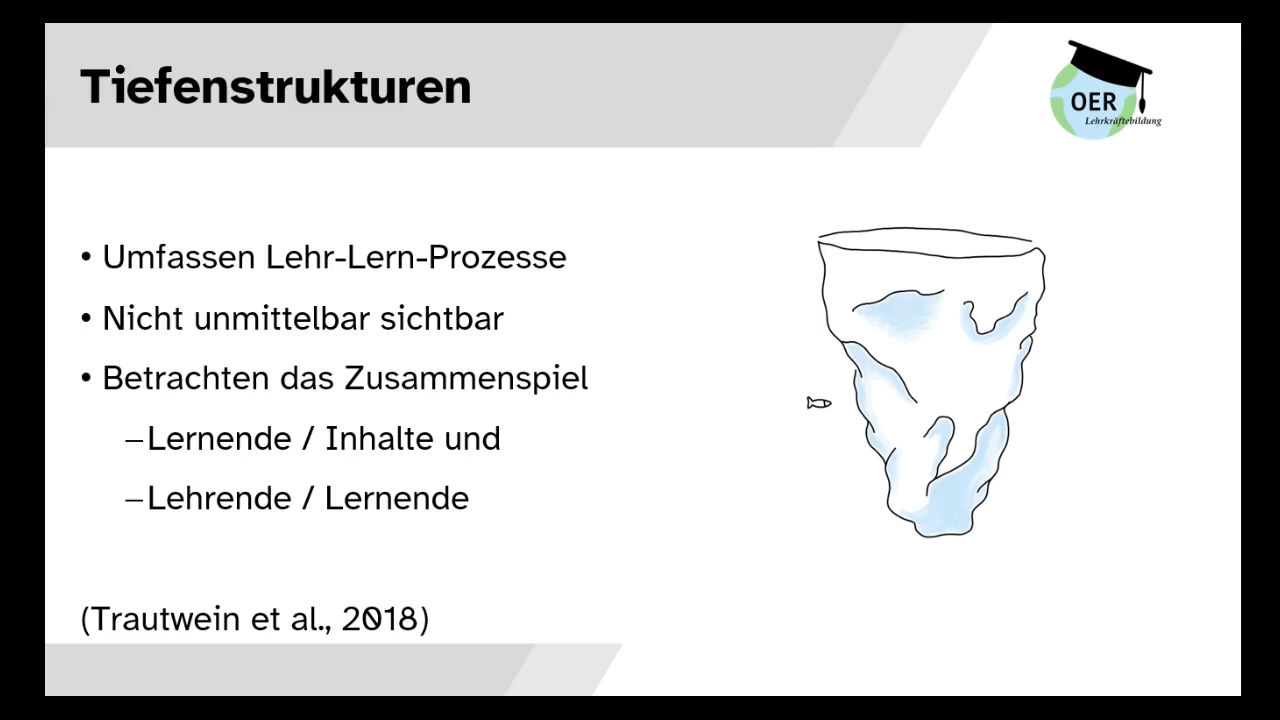 Tiefenstrukturen
OER
Lehrkräftebildung
• Umfassen Lehr-Lern-Prozesse
• Nicht unmittelbar sichtbar
• Betrachten das Zusammenspiel
–Lernende / Inhalte und
–Lehrende / Lernende
(Trautwein et al., 2018)